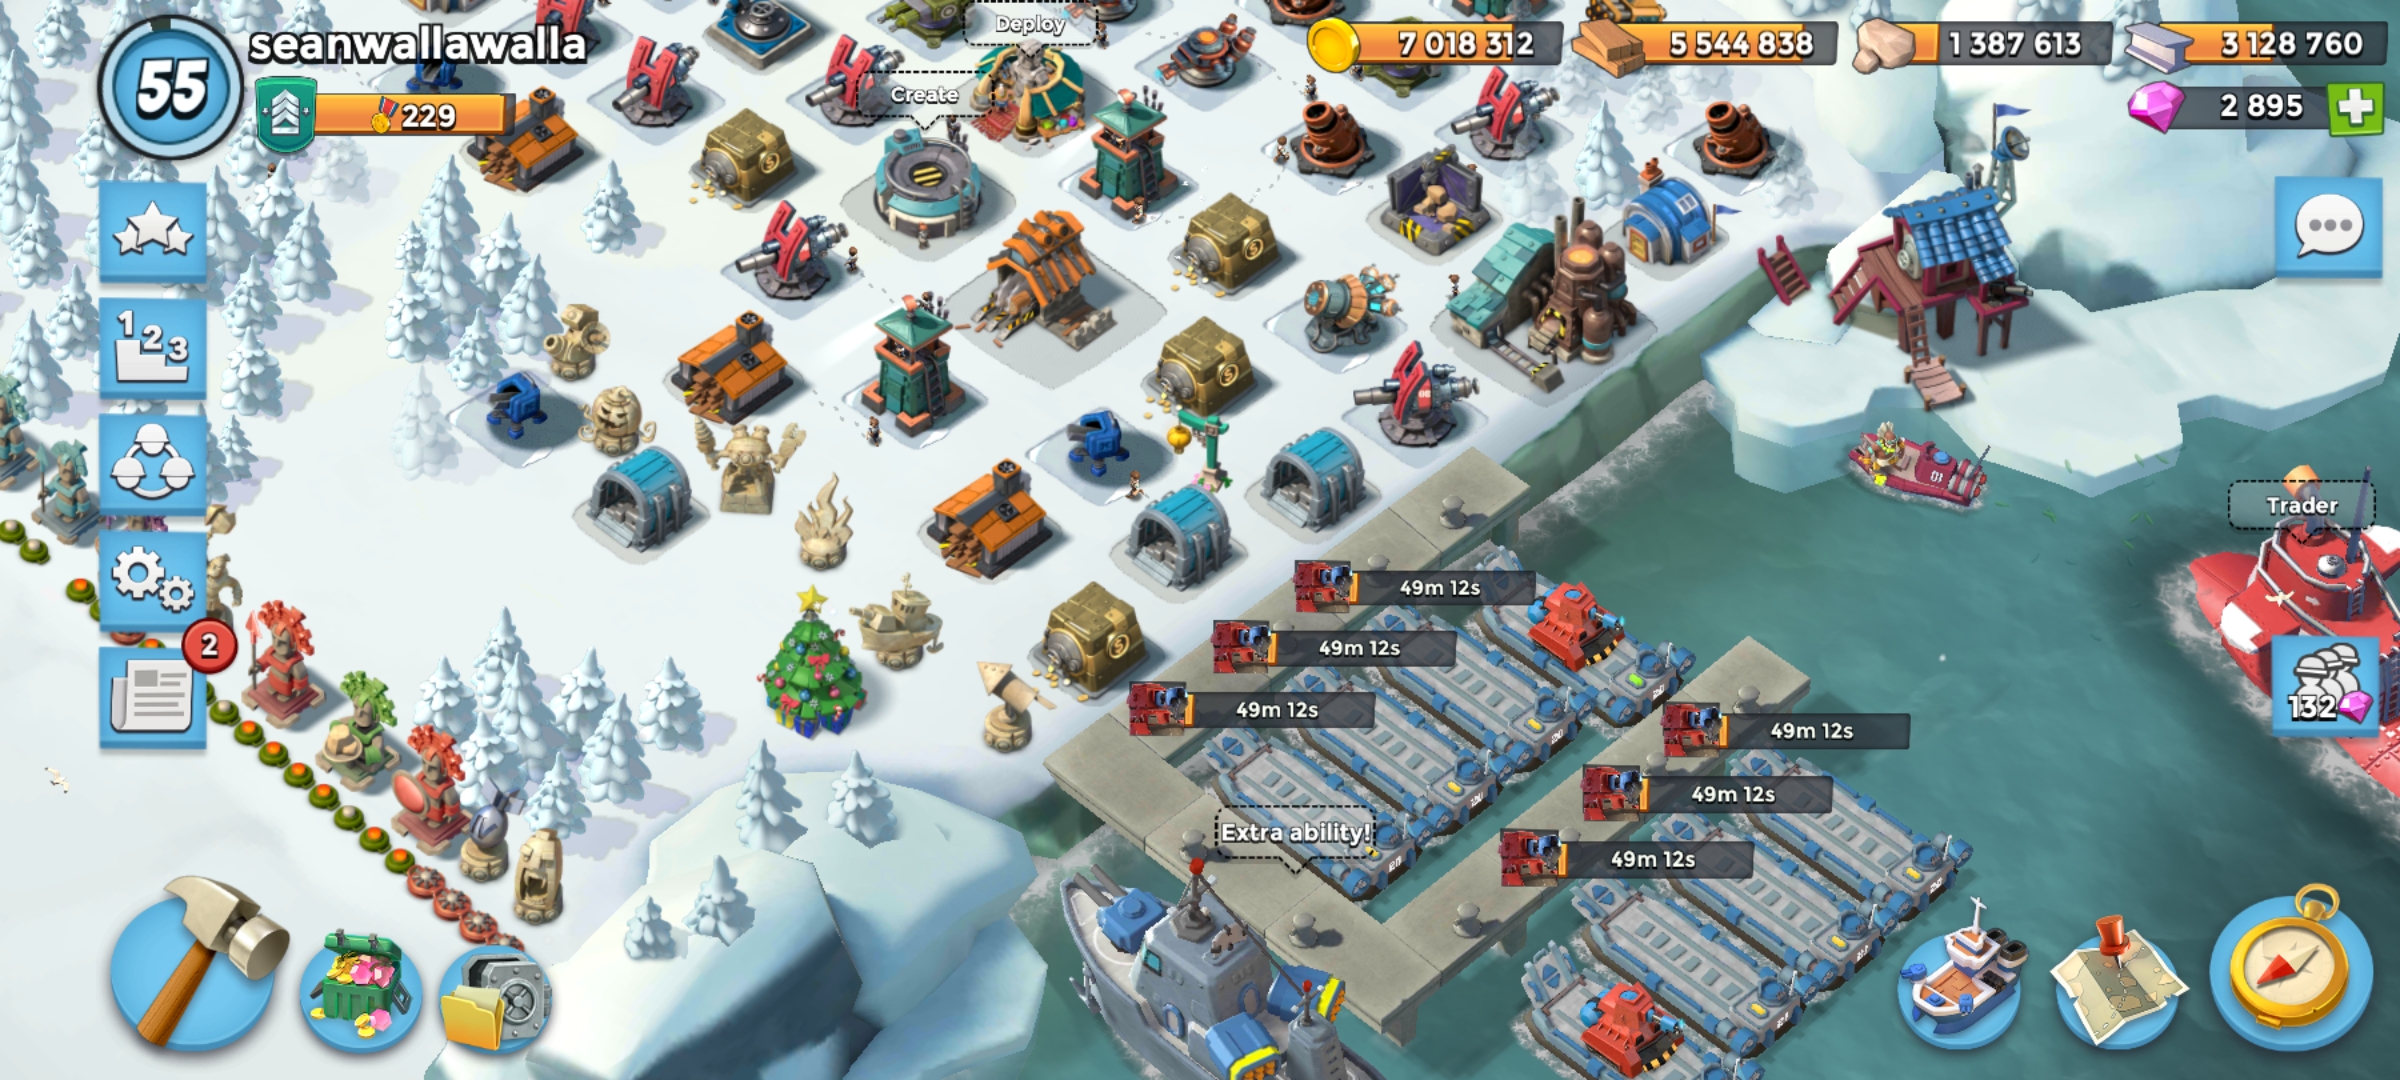 55
seanwallawalla
229
Deploy
Create
7 018 312
5 544 838
1 387 613
3 128 760
2 895
123
Trader
2
49m 12s
49m 12s
49m 12s
49m 12s
49m 12s
49m 12s
Extra ability!
132